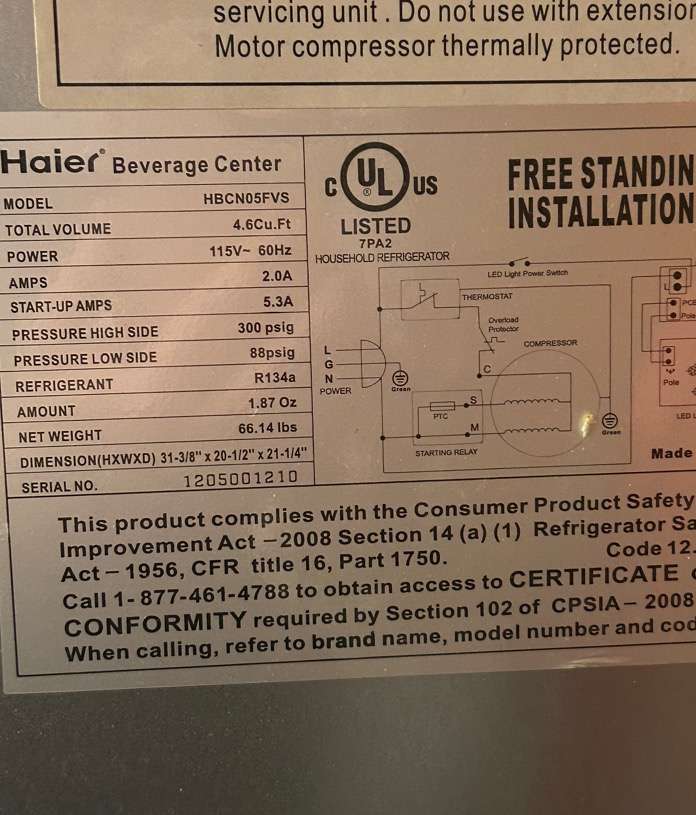 servicing unit . Do not use with extension
Motor compressor thermally protected.
Haier® Beverage Center
MODEL HBCN05FVS
TOTAL VOLUME 4.6Cu.Ft
POWER 115V~ 60Hz
AMPS 2.0A
START-UP AMPS 5.3A
PRESSURE HIGH SIDE 300 psig
PRESSURE LOW SIDE 88psig
REFRIGERANT R134a
AMOUNT 1.87 Oz
NET WEIGHT 66.14 lbs
DIMENSION(HXWXD) 31-3/8" x 20-1/2" x 21-1/4"
SERIAL NO. 1205001210
C UL ® US
LISTED
7PA2
HOUSEHOLD REFRIGERATOR
FREE STANDIN
INSTALLATION
LED Light Power Switch
THERMOSTAT
Overload
Protector
COMPRESSOR
L
G
N
POWER
Green
C
S
PTC
M
STARTING RELAY
Green
L
PCB
Pole
Pole
LED L
Made
This product complies with the Consumer Product Safety
Improvement Act – 2008 Section 14 (a) (1) Refrigerator Sa
Act – 1956, CFR title 16, Part 1750. Code 12.
Call 1- 877-461-4788 to obtain access to CERTIFICATE
CONFORMITY required by Section 102 of CPSIA – 2008
When calling, refer to brand name, model number and cod